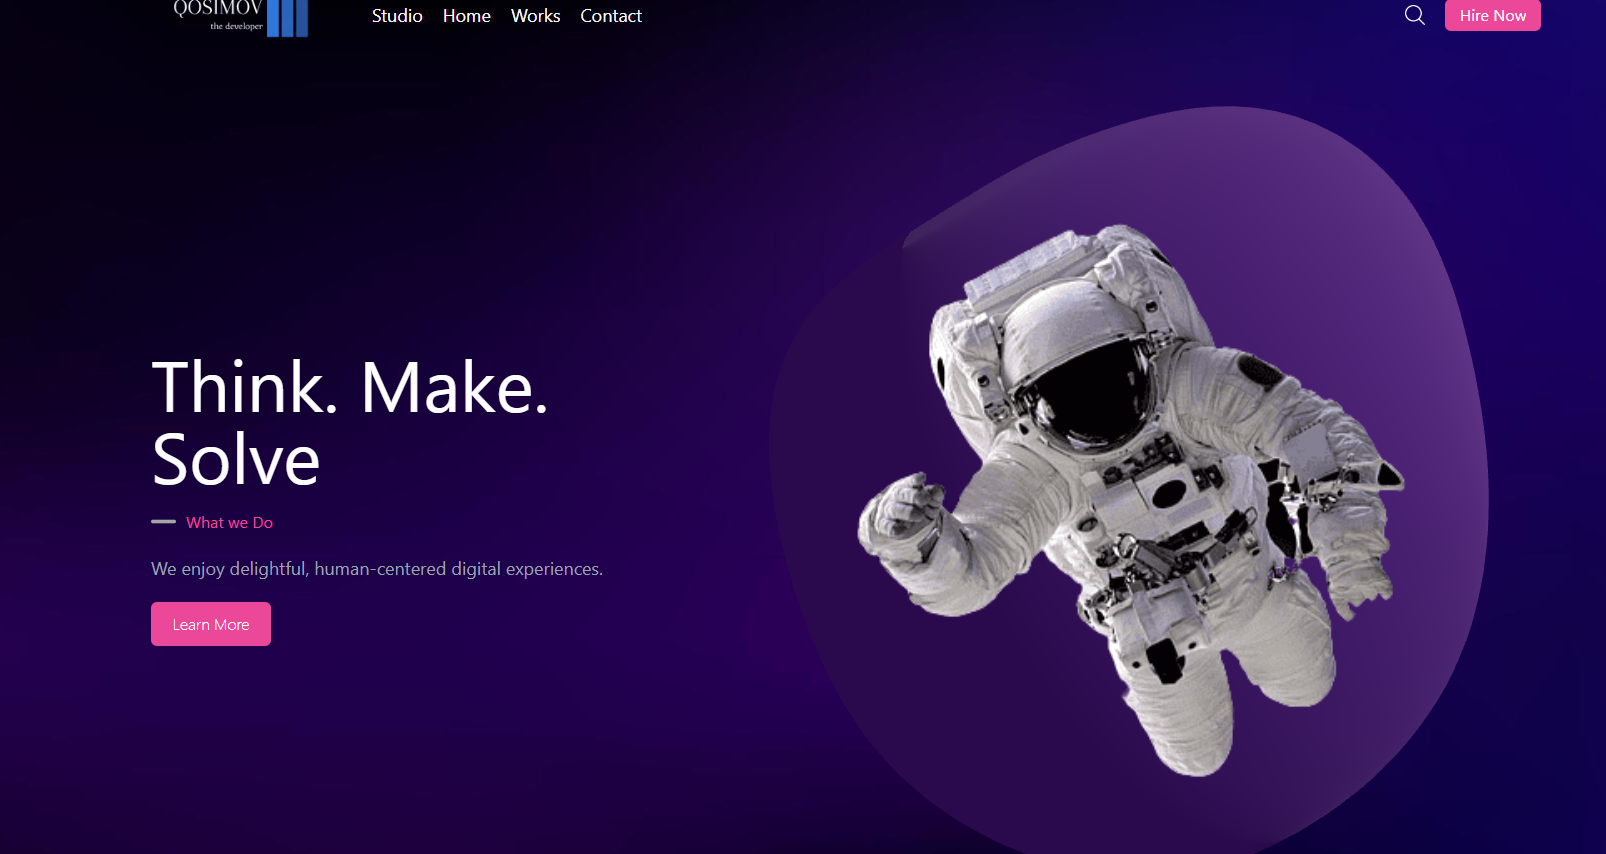 QOSIMOV
the developer
Studio Home Works Contact
Hire Now
Think. Make.
Solve
What we Do
We enjoy delightful, human-centered digital experiences.
Learn More